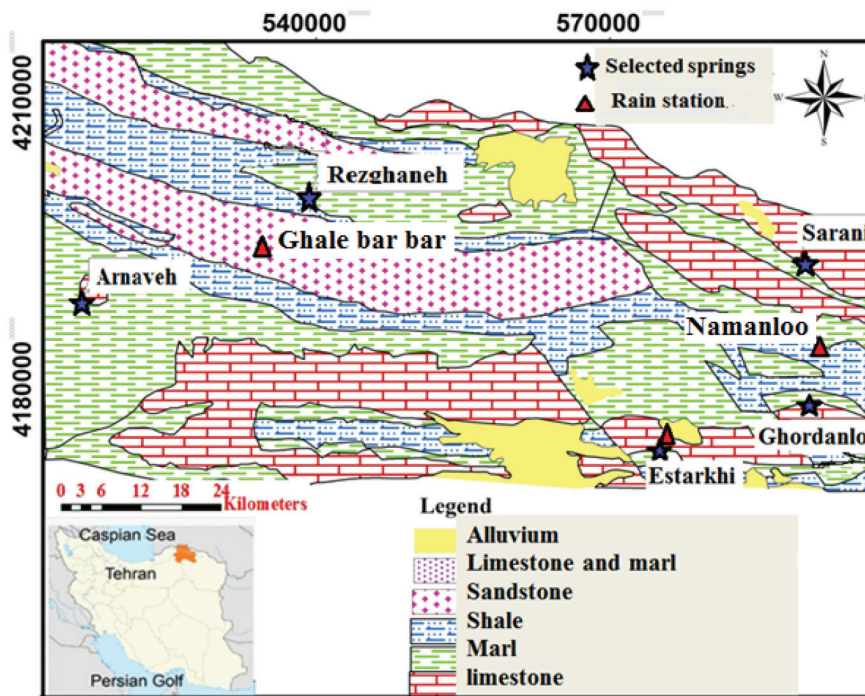 540000 570000
4210000
4180000
Selected springs
Rain station
N
W
S
Rezghaneh
Ghale bar bar
Arnaveh
Sarani
Namanloo
Ghordanlo
Estarkhi
0 3 6 12 18 24
Kilometers
Legend
Alluvium
Limestone and marl
Sandstone
Shale
Marl
limestone
Caspian Sea
Tehran
Persian Golf